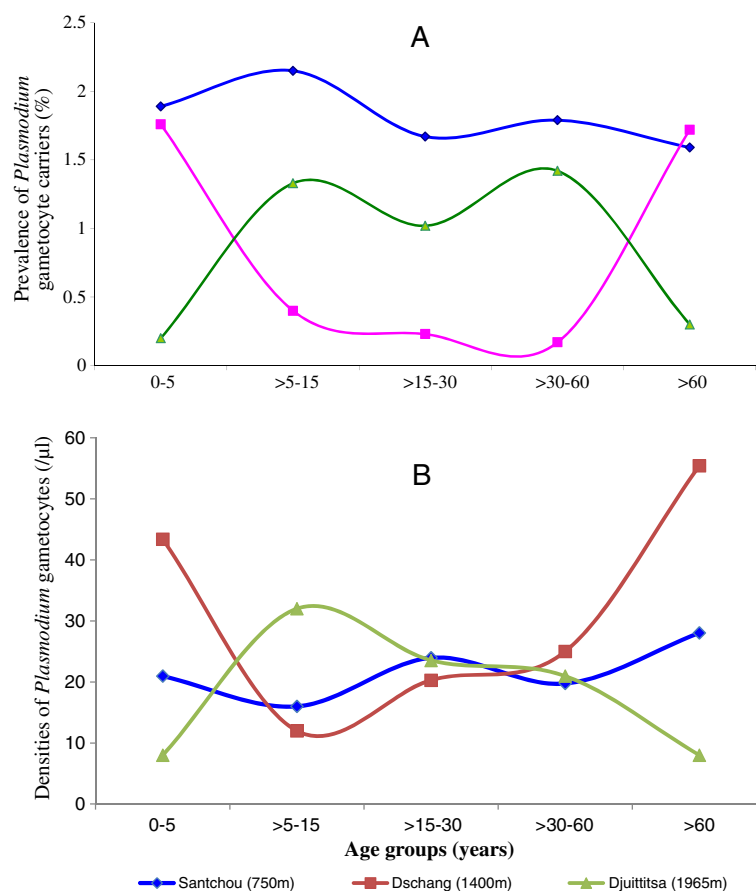 A
Prevalence of Plasmodium
gametocyte carriers (%)
2.5
2
1.5
1
0.5
0
0-5 >5-15 >15-30 >30-60 >60
B
Densities of Plasmodium gametocytes (/µl)
60
50
40
30
20
10
0
0-5 >5-15 >15-30 >30-60 >60
Age groups (years)
Santchou (750m) Dschang (1400m) Djuittitsa (1965m)